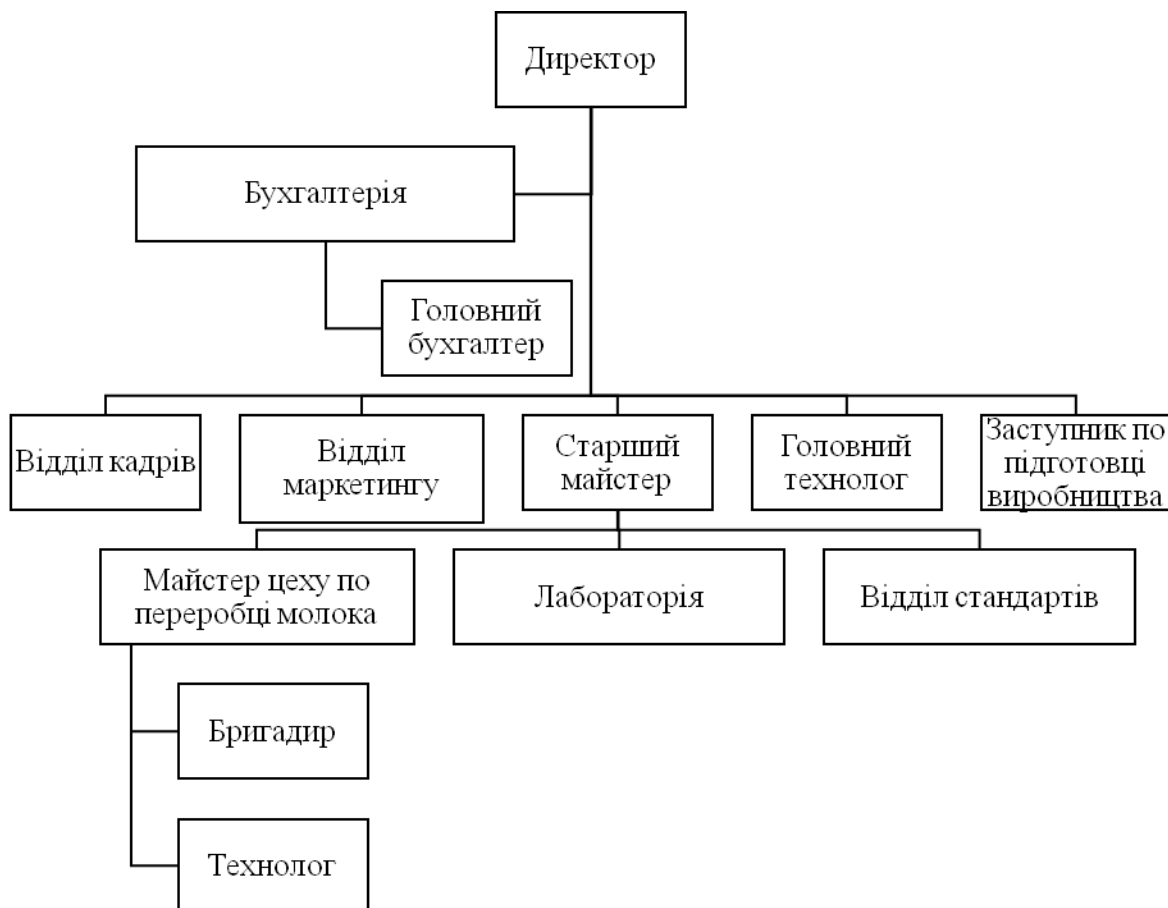 Директор
Бухгалтерія
Головний
бухгалтер
Відділ кадрів
Відділ
маркетингу
Старший
майстер
Головний
технолог
Заступник по
підготовці
виробництва
Майстер цеху по
переробці молока
Лабораторія
Відділ стандартів
Бригадир
Технолог